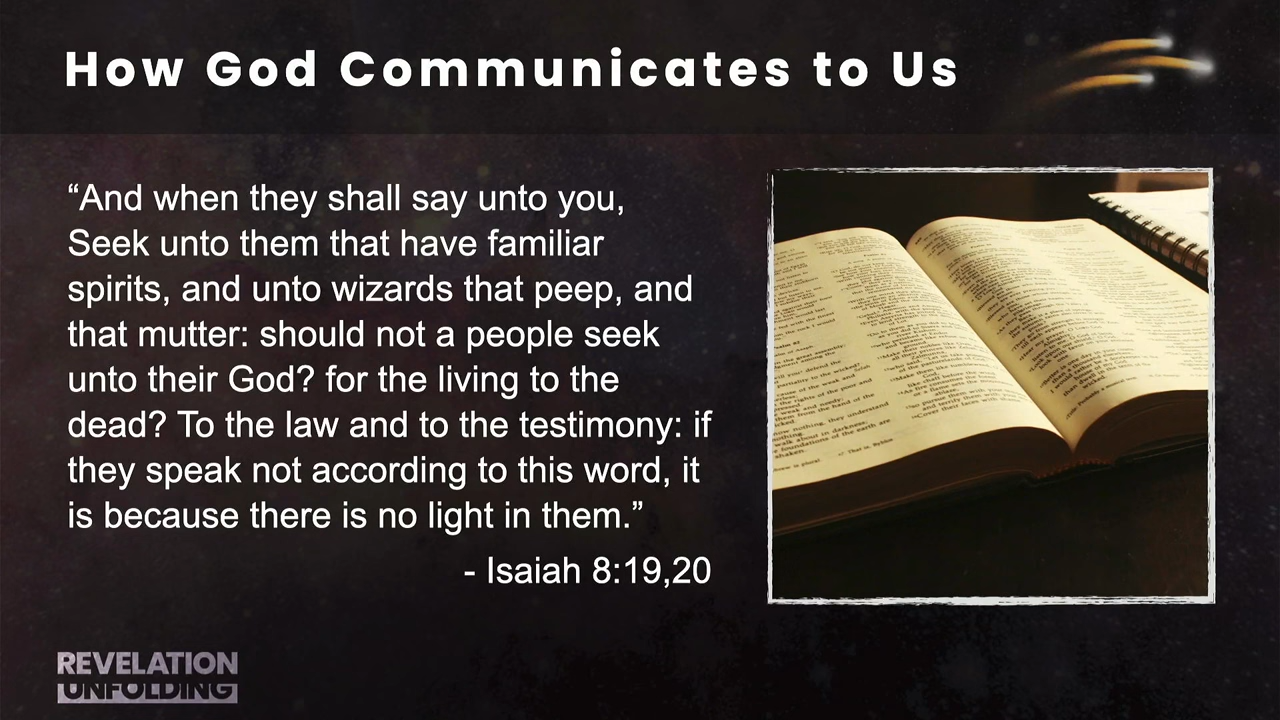 How God Communicates to Us
“And when they shall say unto you,
Seek unto them that have familiar
spirits, and unto wizards that peep, and
that mutter: should not a people seek
unto their God? for the living to the
dead? To the law and to the testimony: if
they speak not according to this word, it
is because there is no light in them.”
- Isaiah 8:19,20
REVELATION
UNFOLDING